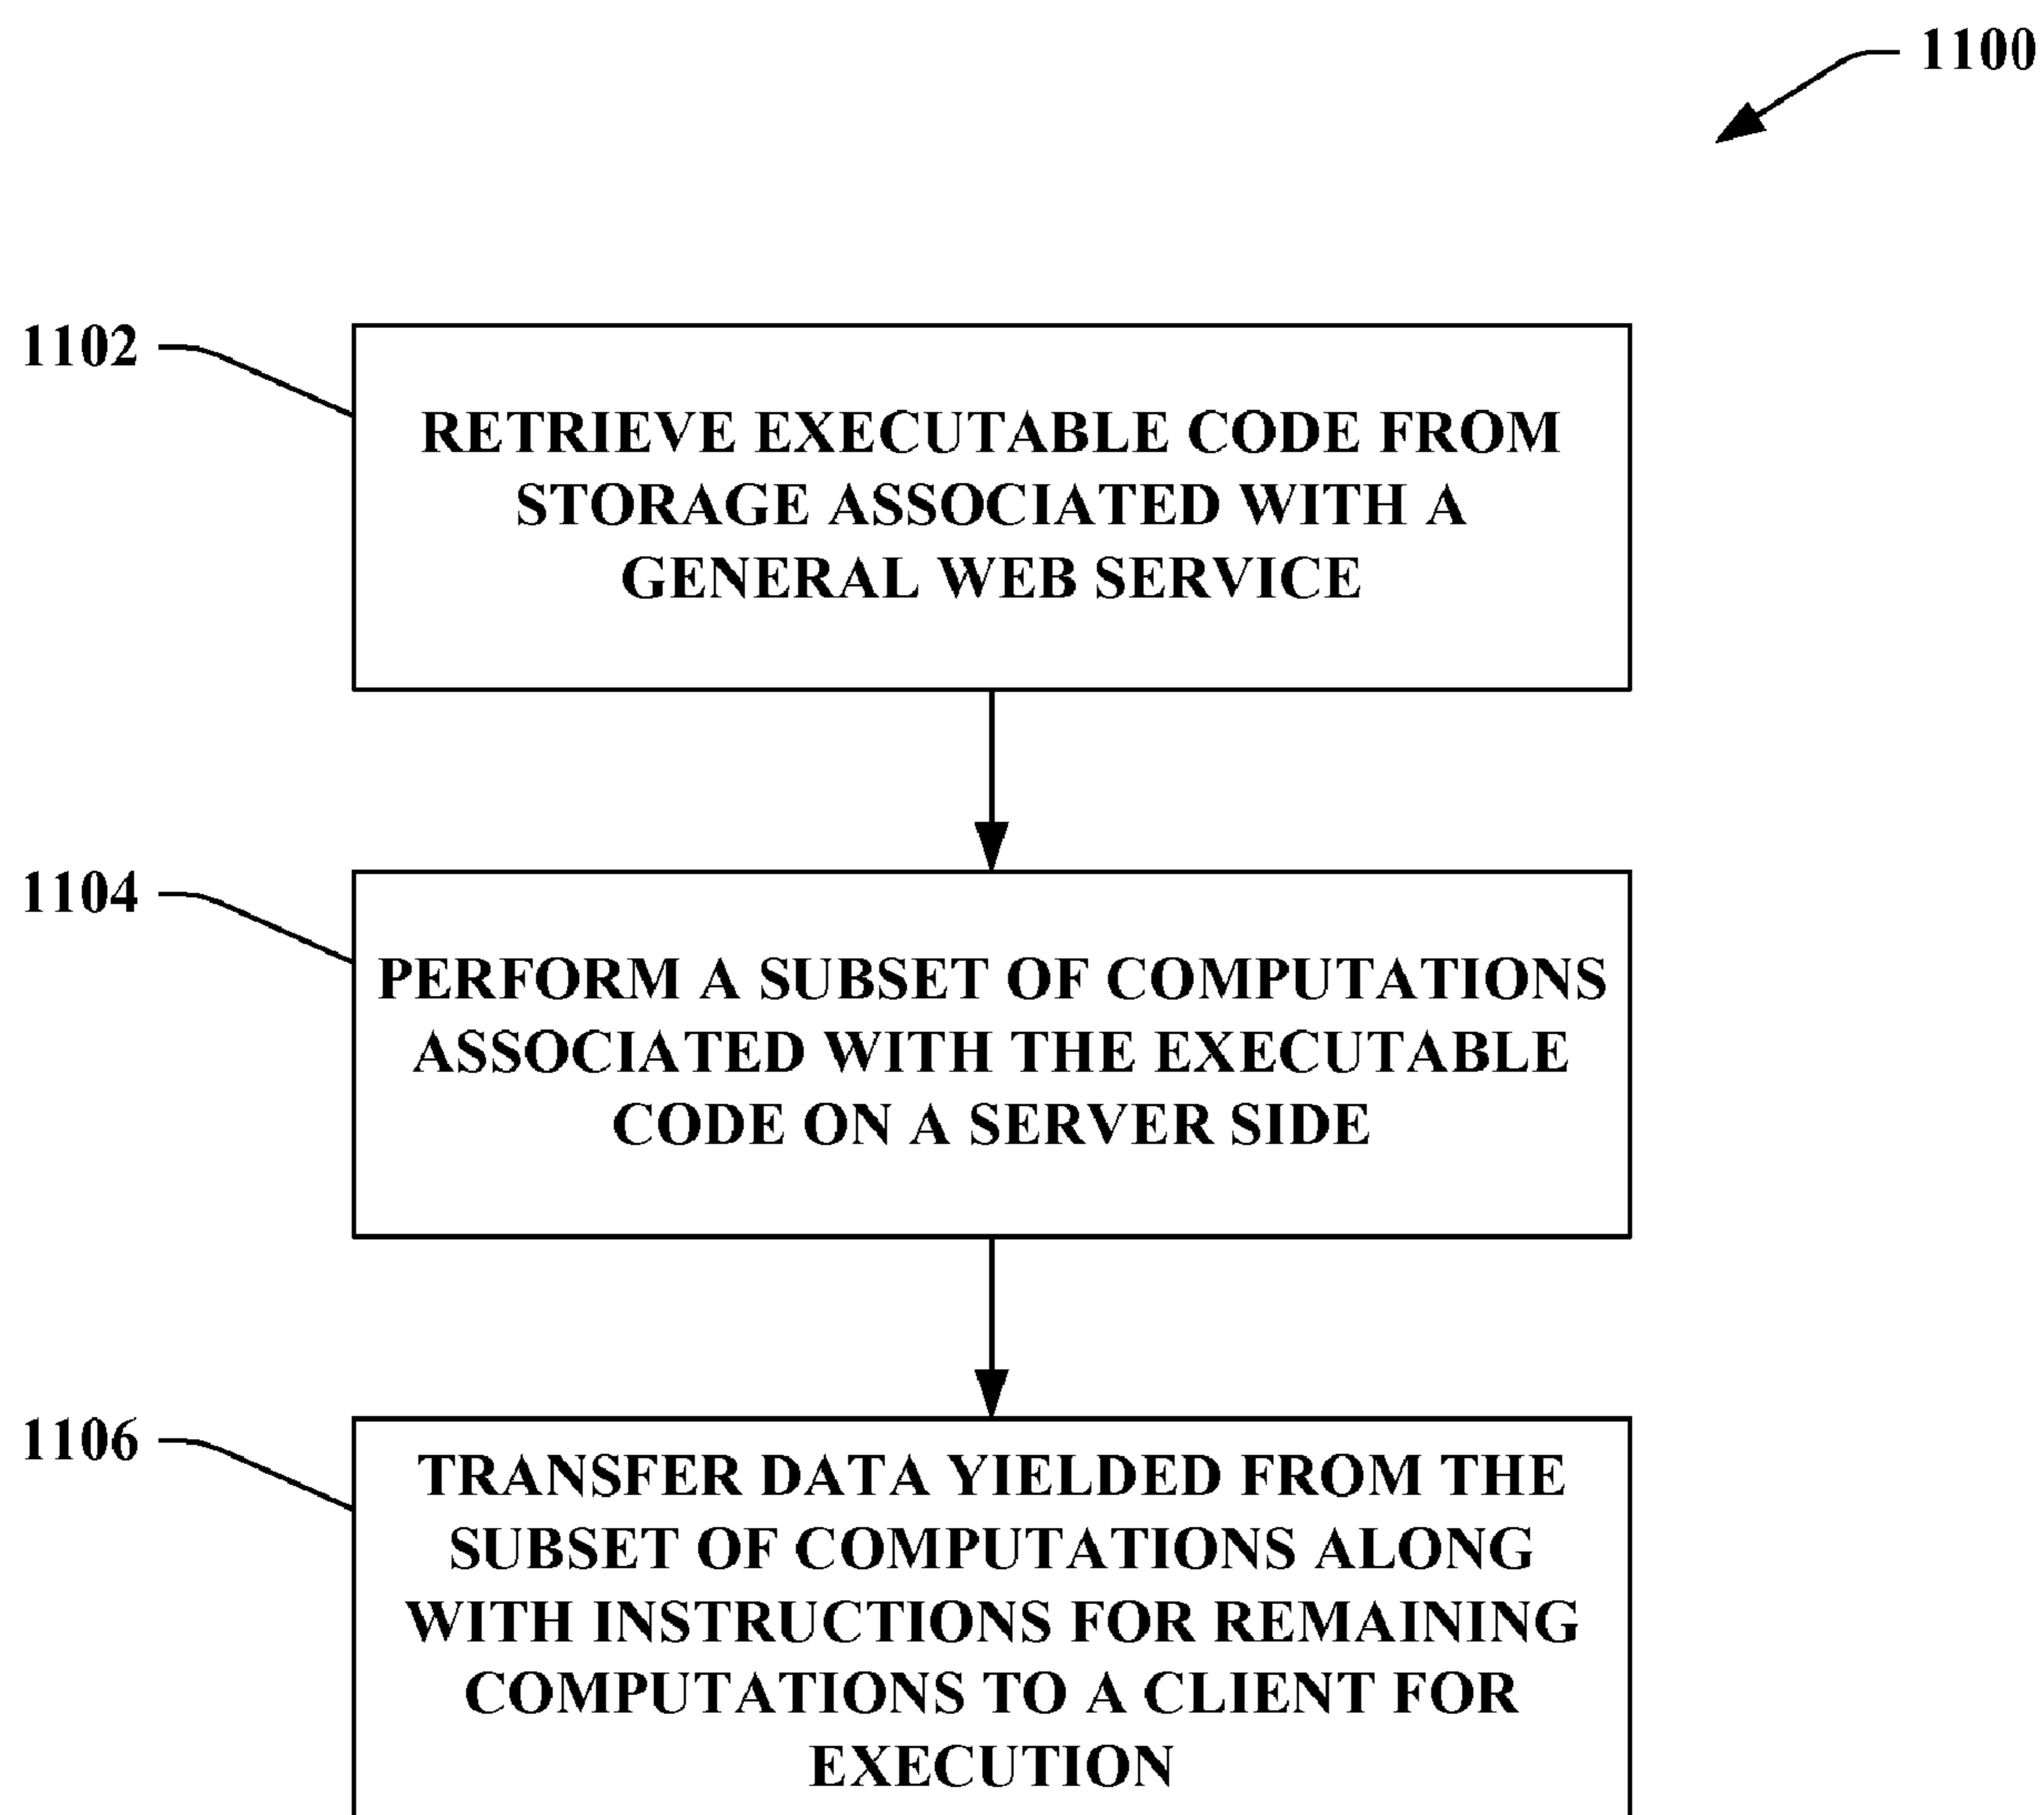 1100
1102
RETRIEVE EXECUTABLE CODE FROM
STORAGE ASSOCIATED WITH A
GENERAL WEB SERVICE
1104
PERFORM A SUBSET OF COMPUTATIONS
ASSOCIATED WITH THE EXECUTABLE
CODE ON A SERVER SIDE
1106
TRANSFER DATA YIELDED FROM THE
SUBSET OF COMPUTATIONS ALONG
WITH INSTRUCTIONS FOR REMAINING
COMPUTATIONS TO A CLIENT FOR
EXECUTION